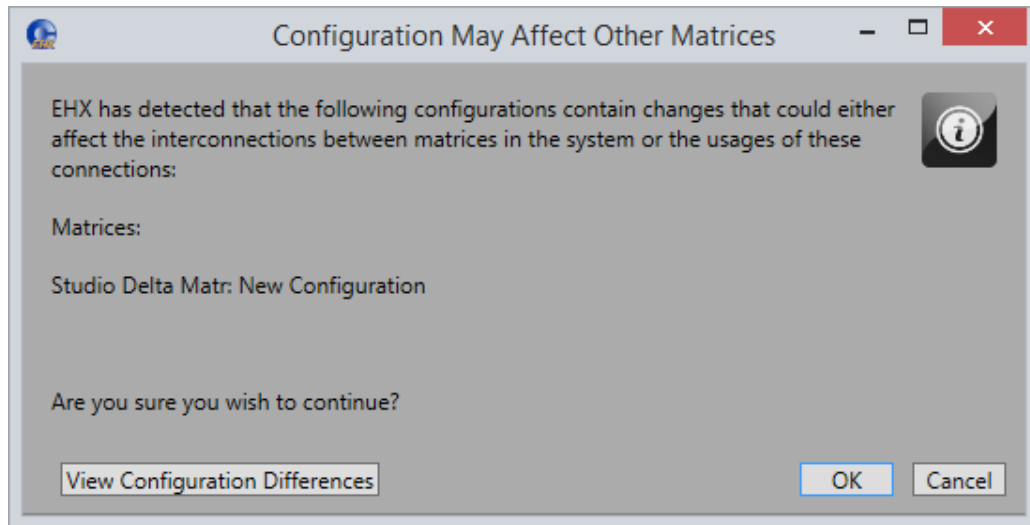 Configuration May Affect Other Matrices
EHX has detected that the following configurations contain changes that could either
affect the interconnections between matrices in the system or the usages of these
connections:
Matrices:
Studio Delta Matr: New Configuration
Are you sure you wish to continue?
View Configuration Differences
OK
Cancel